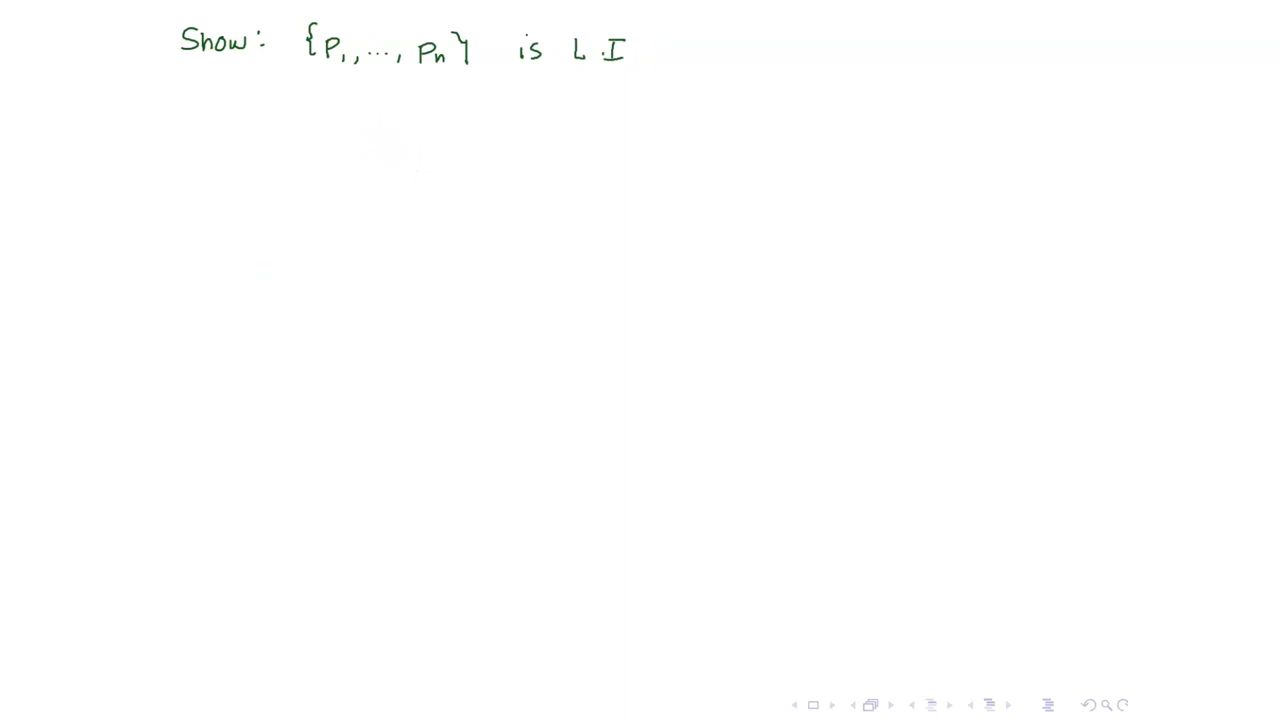 Show: {p₁, ..., pₙ} is L.I